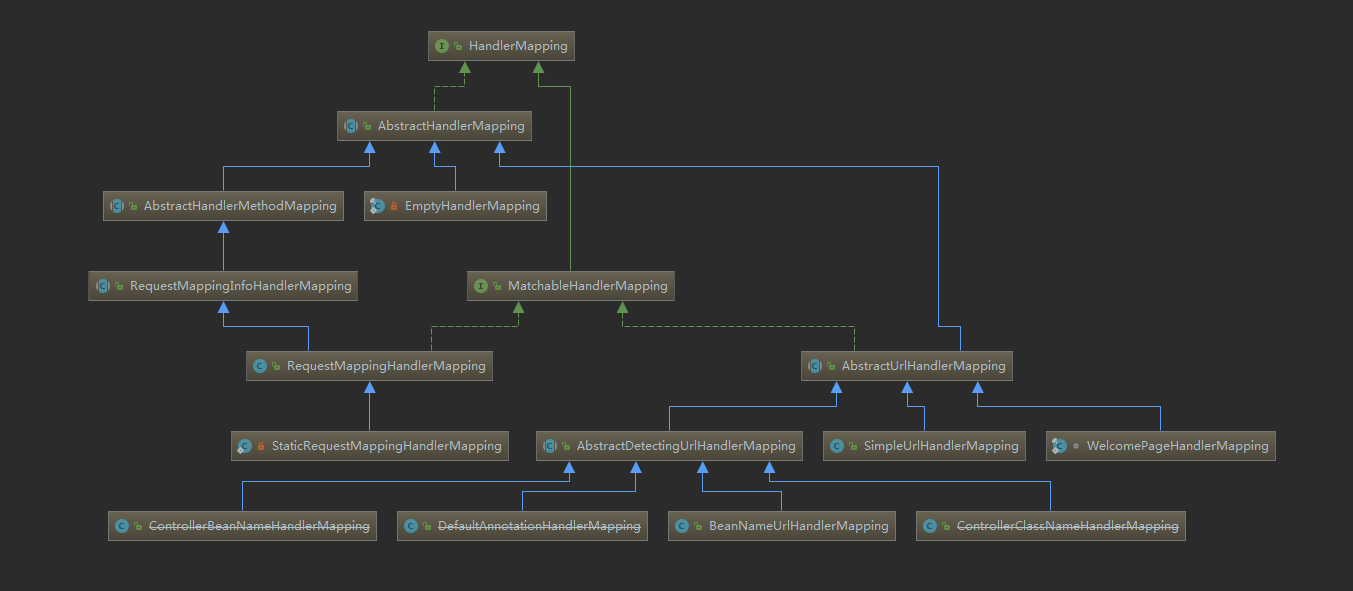 HandlerMapping
AbstractHandlerMapping
AbstractHandlerMethodMapping
EmptyHandlerMapping
RequestMappingInfoHandlerMapping
MatchableHandlerMapping
RequestMappingHandlerMapping
AbstractUrlHandlerMapping
StaticRequestMappingHandlerMapping
AbstractDetectingUrlHandlerMapping
SimpleUrlHandlerMapping
WelcomePageHandlerMapping
ControllerBeanNameHandlerMapping
DefaultAnnotationHandlerMapping
BeanNameUrlHandlerMapping
ControllerClassNameHandlerMapping